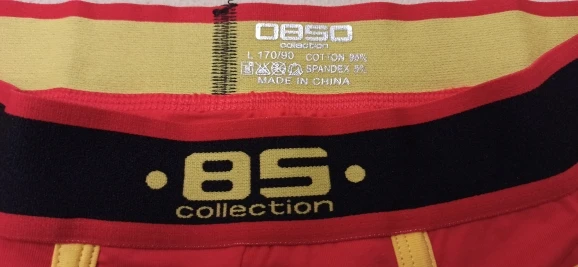 0850
collection
L 170/90 COTTON 95%
SPANDEX 5%
MADE IN CHINA
• 85 •
collection